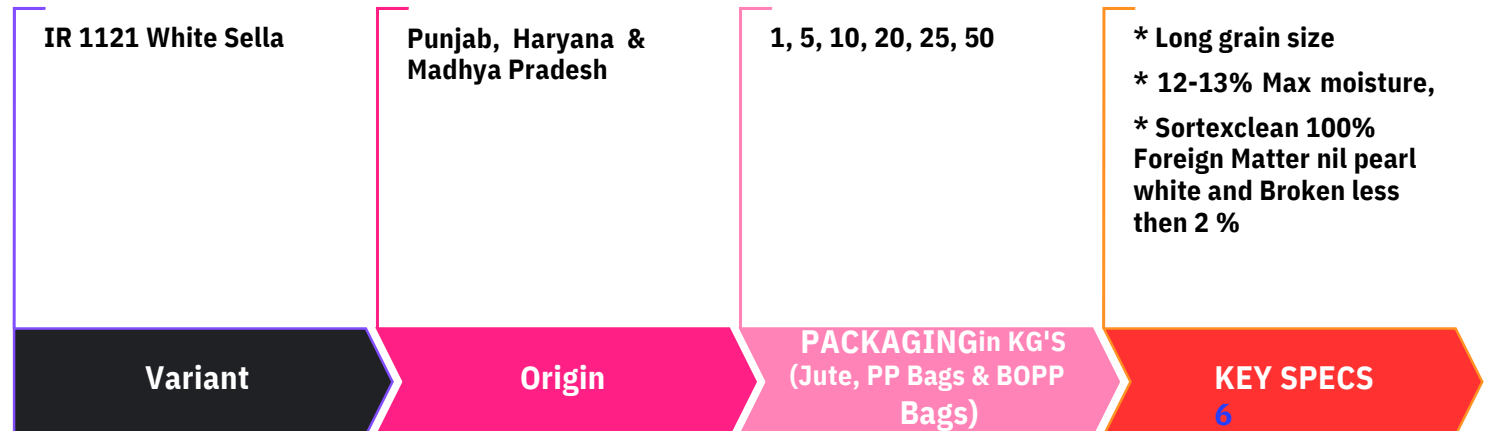 IR 1121 White Sella
Variant
Punjab, Haryana &
Madhya Pradesh
Origin
1, 5, 10, 20, 25, 50
PACKAGINGin KG'S
(Jute, PP Bags & BOPP
Bags)
* Long grain size
* 12-13% Max moisture,
* Sortexclean 100%
Foreign Matter nil pearl
white and Broken less
then 2 %
KEY SPECS
6